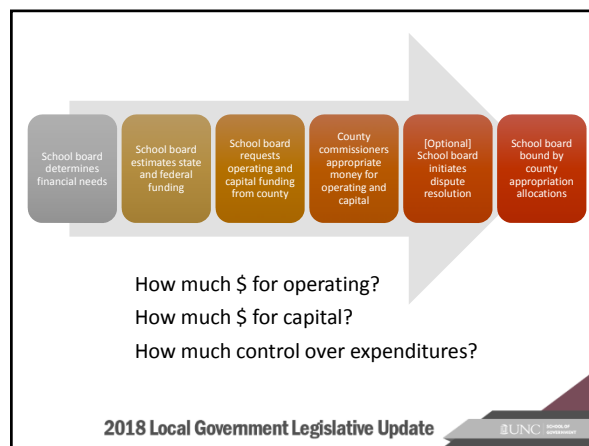 School board
determines
financial needs
School board
estimates state
and federal
funding
School board
requests
operating and
capital funding
from county
County
commissioners
appropriate
money for
operating and
capital
[Optional]
School board
initiates
dispute
resolution
School board
bound by
county
appropriation
allocations
How much $ for operating?
How much $ for capital?
How much control over expenditures?
2018 Local Government Legislative Update
UNC
SCHOOL OF
GOVERNMENT